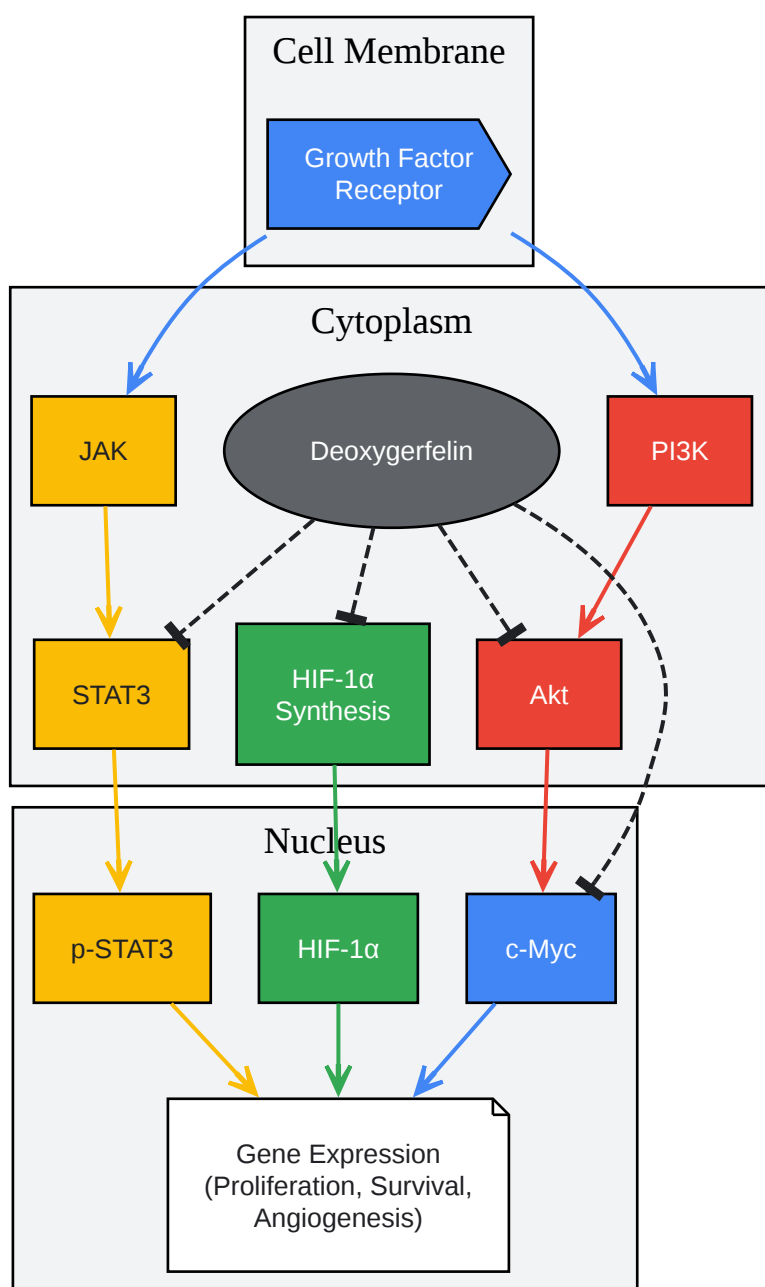 Cell Membrane
Growth Factor
Receptor
Cytoplasm
JAK
Deoxygerfelin
PI3K
STAT3
HIF-1α
Synthesis
Akt
Nucleus
p-STAT3
HIF-1α
c-Myc
Gene Expression
(Proliferation, Survival,
Angiogenesis)